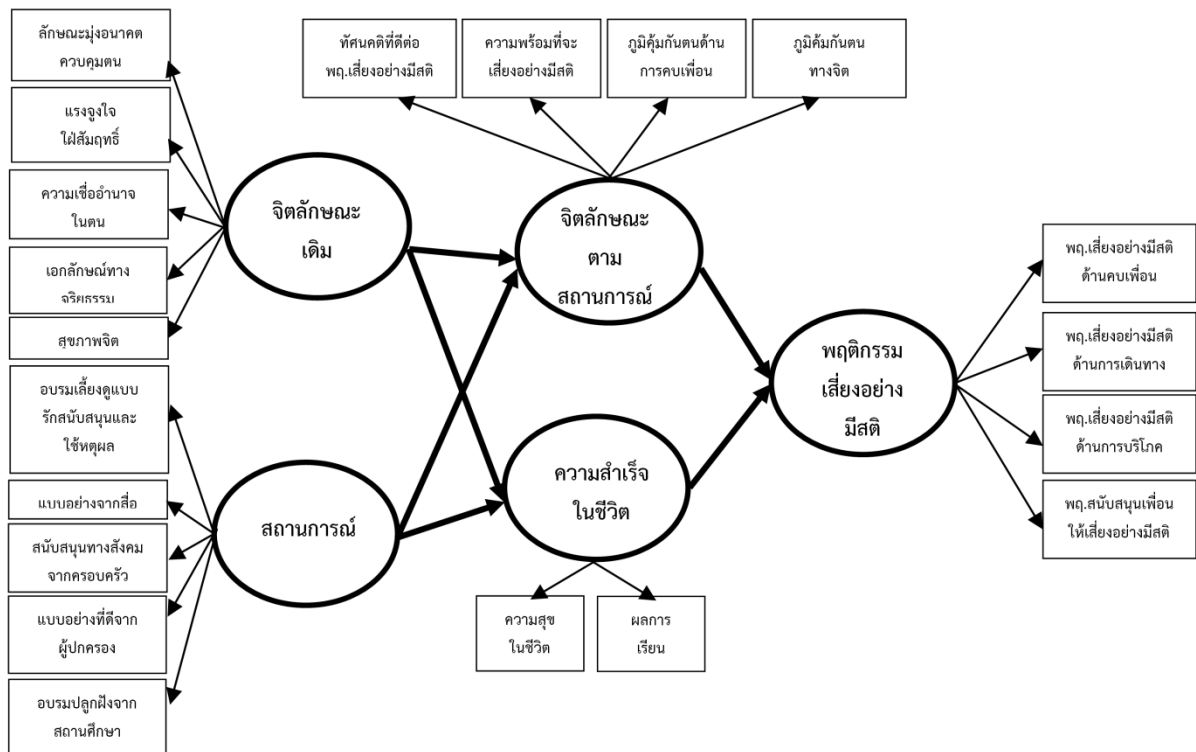 ลักษณะมุ่งอนาคต
ควบคุมตน
แรงจูงใจ
ใฝ่สัมฤทธิ์
ความเชื่ออำนาจ
ในตน
เอกลักษณ์ทาง
จริยธรรม
สุขภาพจิต
อบรมเลี้ยงดูแบบ
รักสนับสนุนและ
ใช้หตุผล
แบบอย่างจากสื่อ
สนับสนุนทางสังคม
จากครอบครัว
แบบอย่างที่ดีจาก
ผู้ปกครอง
อบรมปลูกฝังจาก
สถานศึกษา
จิตลักษณะ
เดิม
สถานการณ์
ทัศนคติที่ดีต่อ
พฤ.เสี่ยงอย่างมีสติ
ความพร้อมที่จะ
เสี่ยงอย่างมีสติ
ภูมิคุ้มกันตนด้าน
การคบเพื่อน
ภูมิค้มกันตน
ทางจิต
จิตลักษณะ
ตาม
สถานการณ์
ความสำเร็จ
ในชีวิต
ความสุข
ในชีวิต
ผลการ
เรียน
พฤติกรรม
เสี่ยงอย่าง
มีสติ
พฤ.เสี่ยงอย่างมีสติ
ด้านคบเพื่อน
พฤ.เสี่ยงอย่างมีสติ
ด้านการเดินทาง
พฤ.เสี่ยงอย่างมีสติ
ด้านการบริโภค
พฤ.สนับสนุนเพื่อน
ให้เสี่ยงอย่างมีสติ